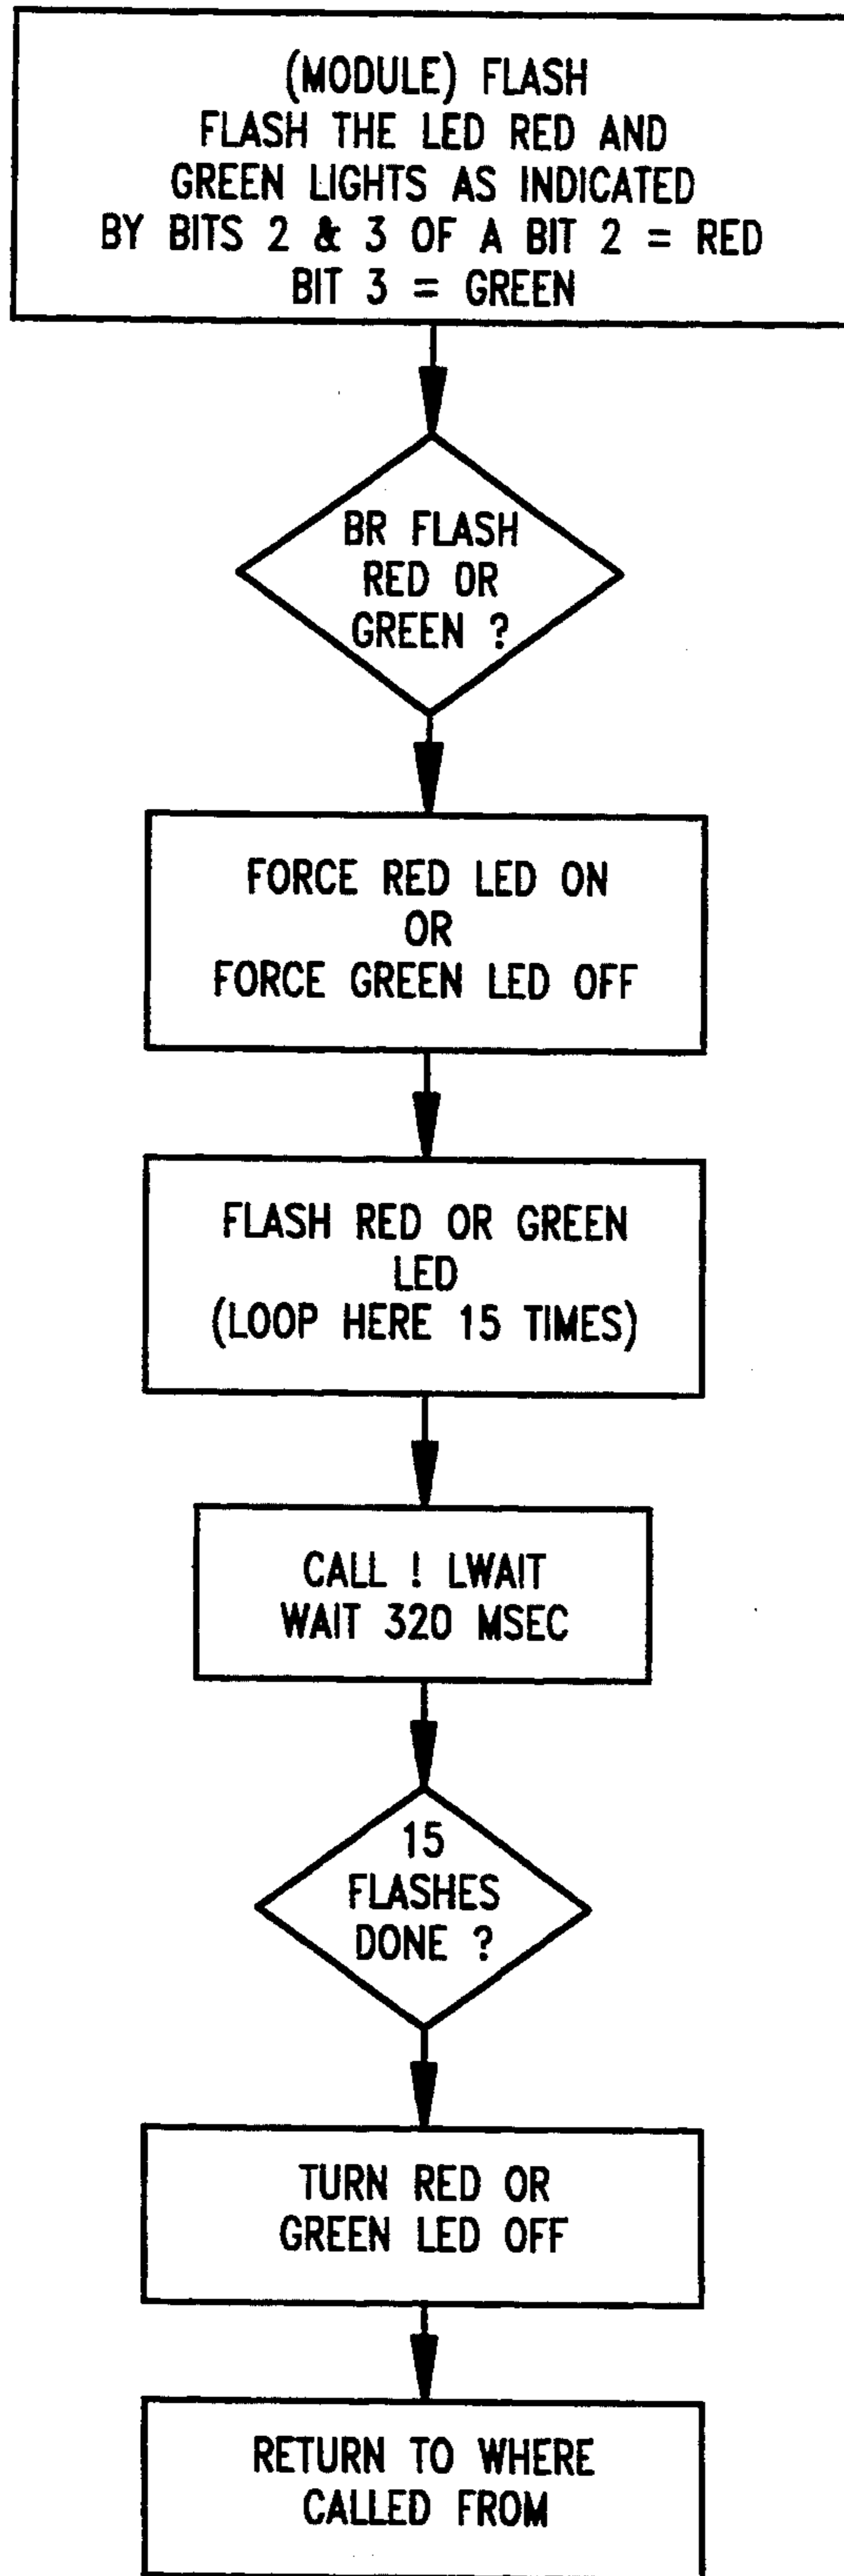 (MODULE) FLASH
FLASH THE LED RED AND
GREEN LIGHTS AS INDICATED
BY BITS 2 & 3 OF A BIT 2 = RED
BIT 3 = GREEN
BR FLASH
RED OR
GREEN ?
FORCE RED LED ON
OR
FORCE GREEN LED OFF
FLASH RED OR GREEN
LED
(LOOP HERE 15 TIMES)
CALL ! LWAIT
WAIT 320 MSEC
15
FLASHES
DONE ?
TURN RED OR
GREEN LED OFF
RETURN TO WHERE
CALLED FROM